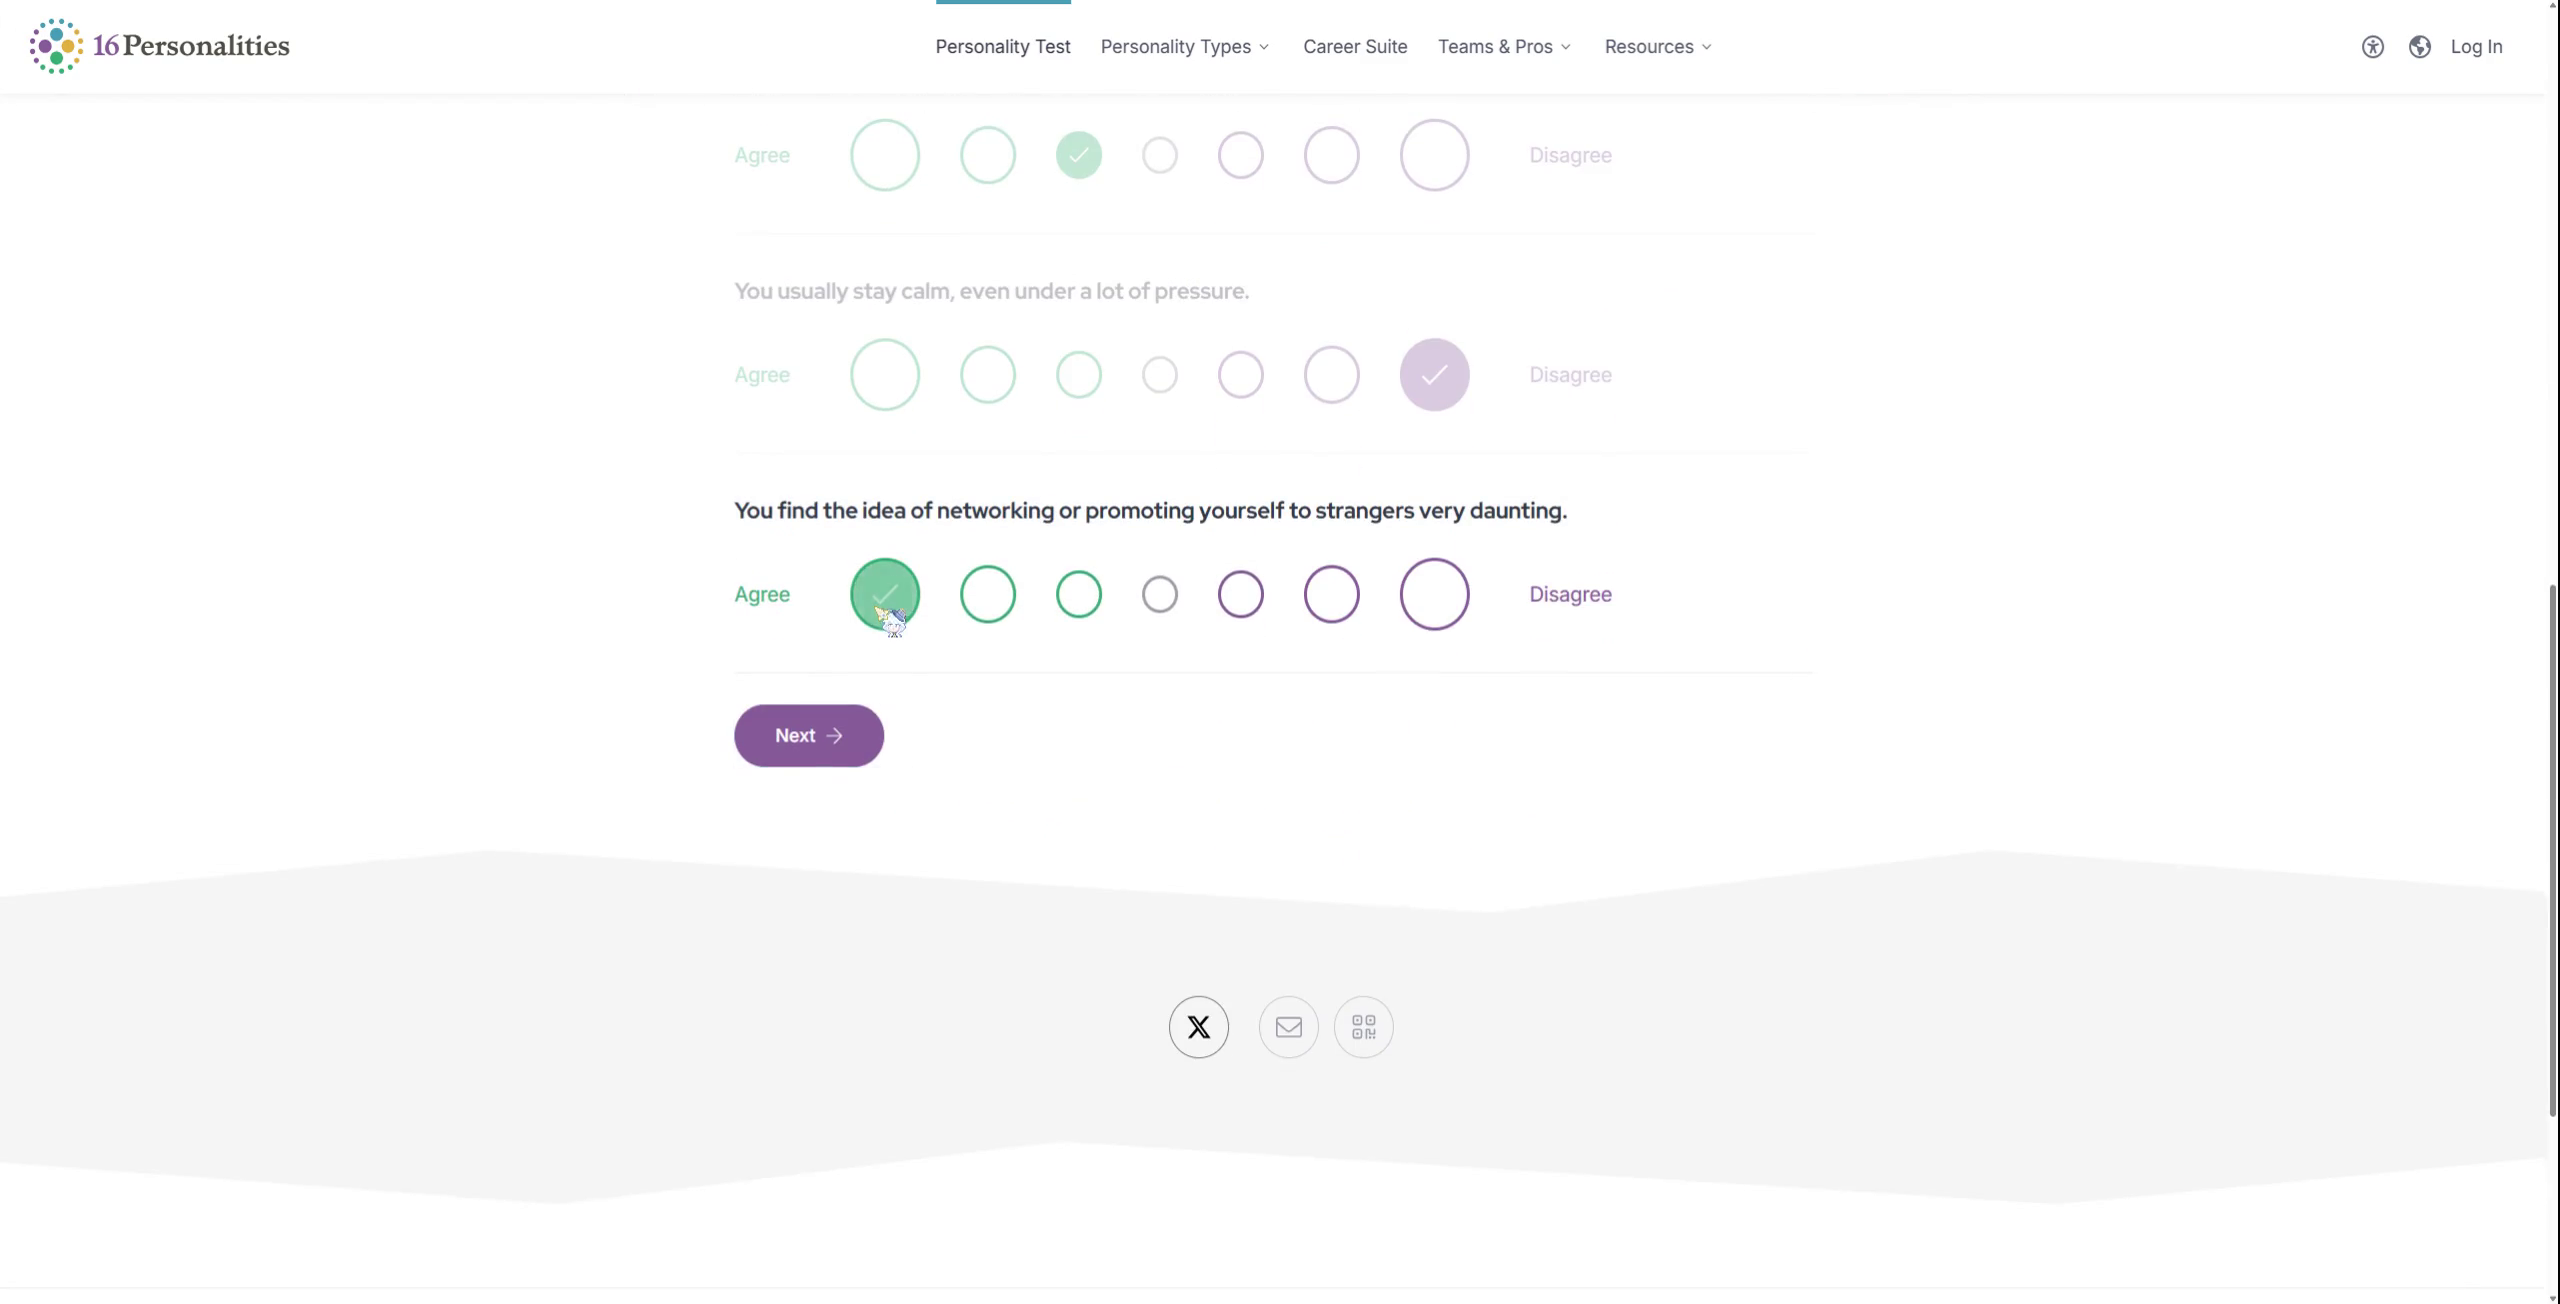 16Personalities
Personality Test
Personality Types
Career Suite
Teams & Pros
Resources
Log In
Agree
Disagree
You usually stay calm, even under a lot of pressure.
Agree
Disagree
You find the idea of networking or promoting yourself to strangers very daunting.
Agree
Disagree
Next →